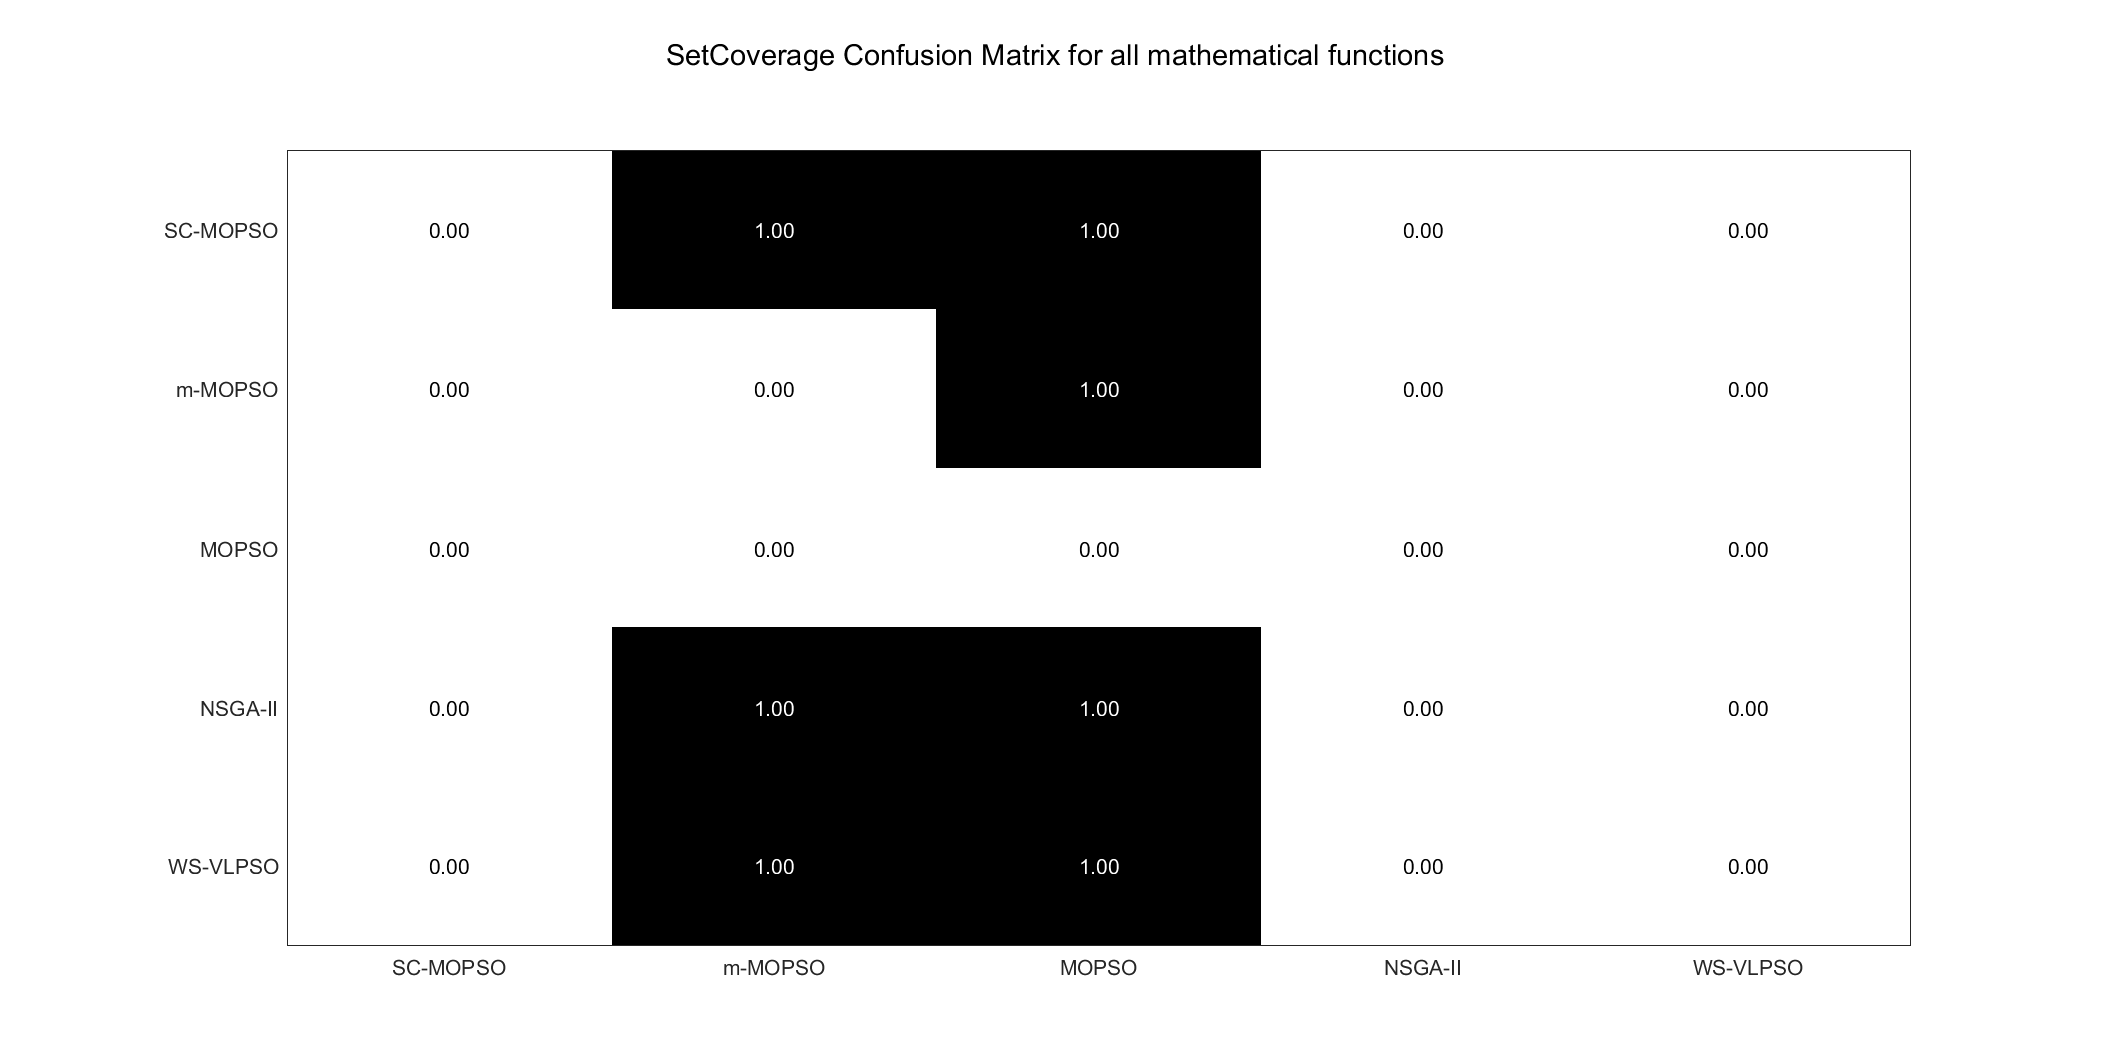 SetCoverage Confusion Matrix for all mathematical functions
SC-MOPSO 0.00 1.00 1.00 0.00 0.00
m-MOPSO 0.00 0.00 1.00 0.00 0.00
MOPSO 0.00 0.00 0.00 0.00 0.00
NSGA-II 0.00 1.00 1.00 0.00 0.00
WS-VLPSO 0.00 1.00 1.00 0.00 0.00
SC-MOPSO m-MOPSO MOPSO NSGA-II WS-VLPSO